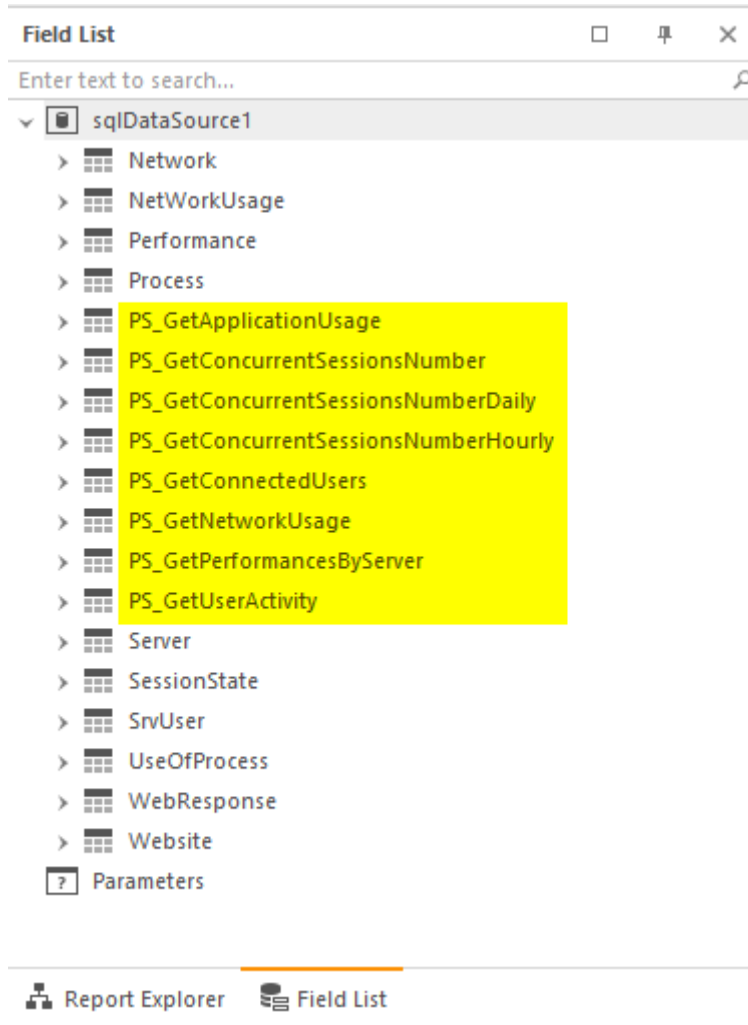 Field List
Enter text to search...
sqlDataSource1
Network
NetWorkUsage
Performance
Process
PS_GetApplicationUsage
PS_GetConcurrentSessionsNumber
PS_GetConcurrentSessionsNumberDaily
PS_GetConcurrentSessionsNumberHourly
PS_GetConnectedUsers
PS_GetNetworkUsage
PS_GetPerformancesByServer
PS_GetUserActivity
Server
SessionState
SrvUser
UseOfProcess
WebResponse
Website
? Parameters
Report Explorer Field List